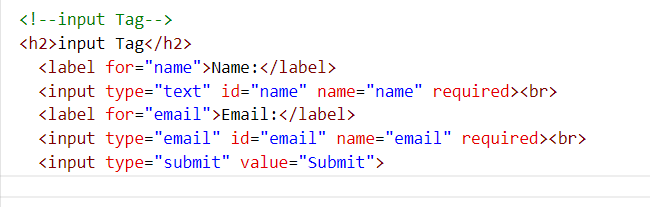 <!--input Tag-->
<h2>input Tag</h2>
<label for="name">Name:</label>
<input type="text" id="name" name="name" required><br>
<label for="email">Email:</label>
<input type="email" id="email" name="email" required><br>
<input type="submit" value="Submit">